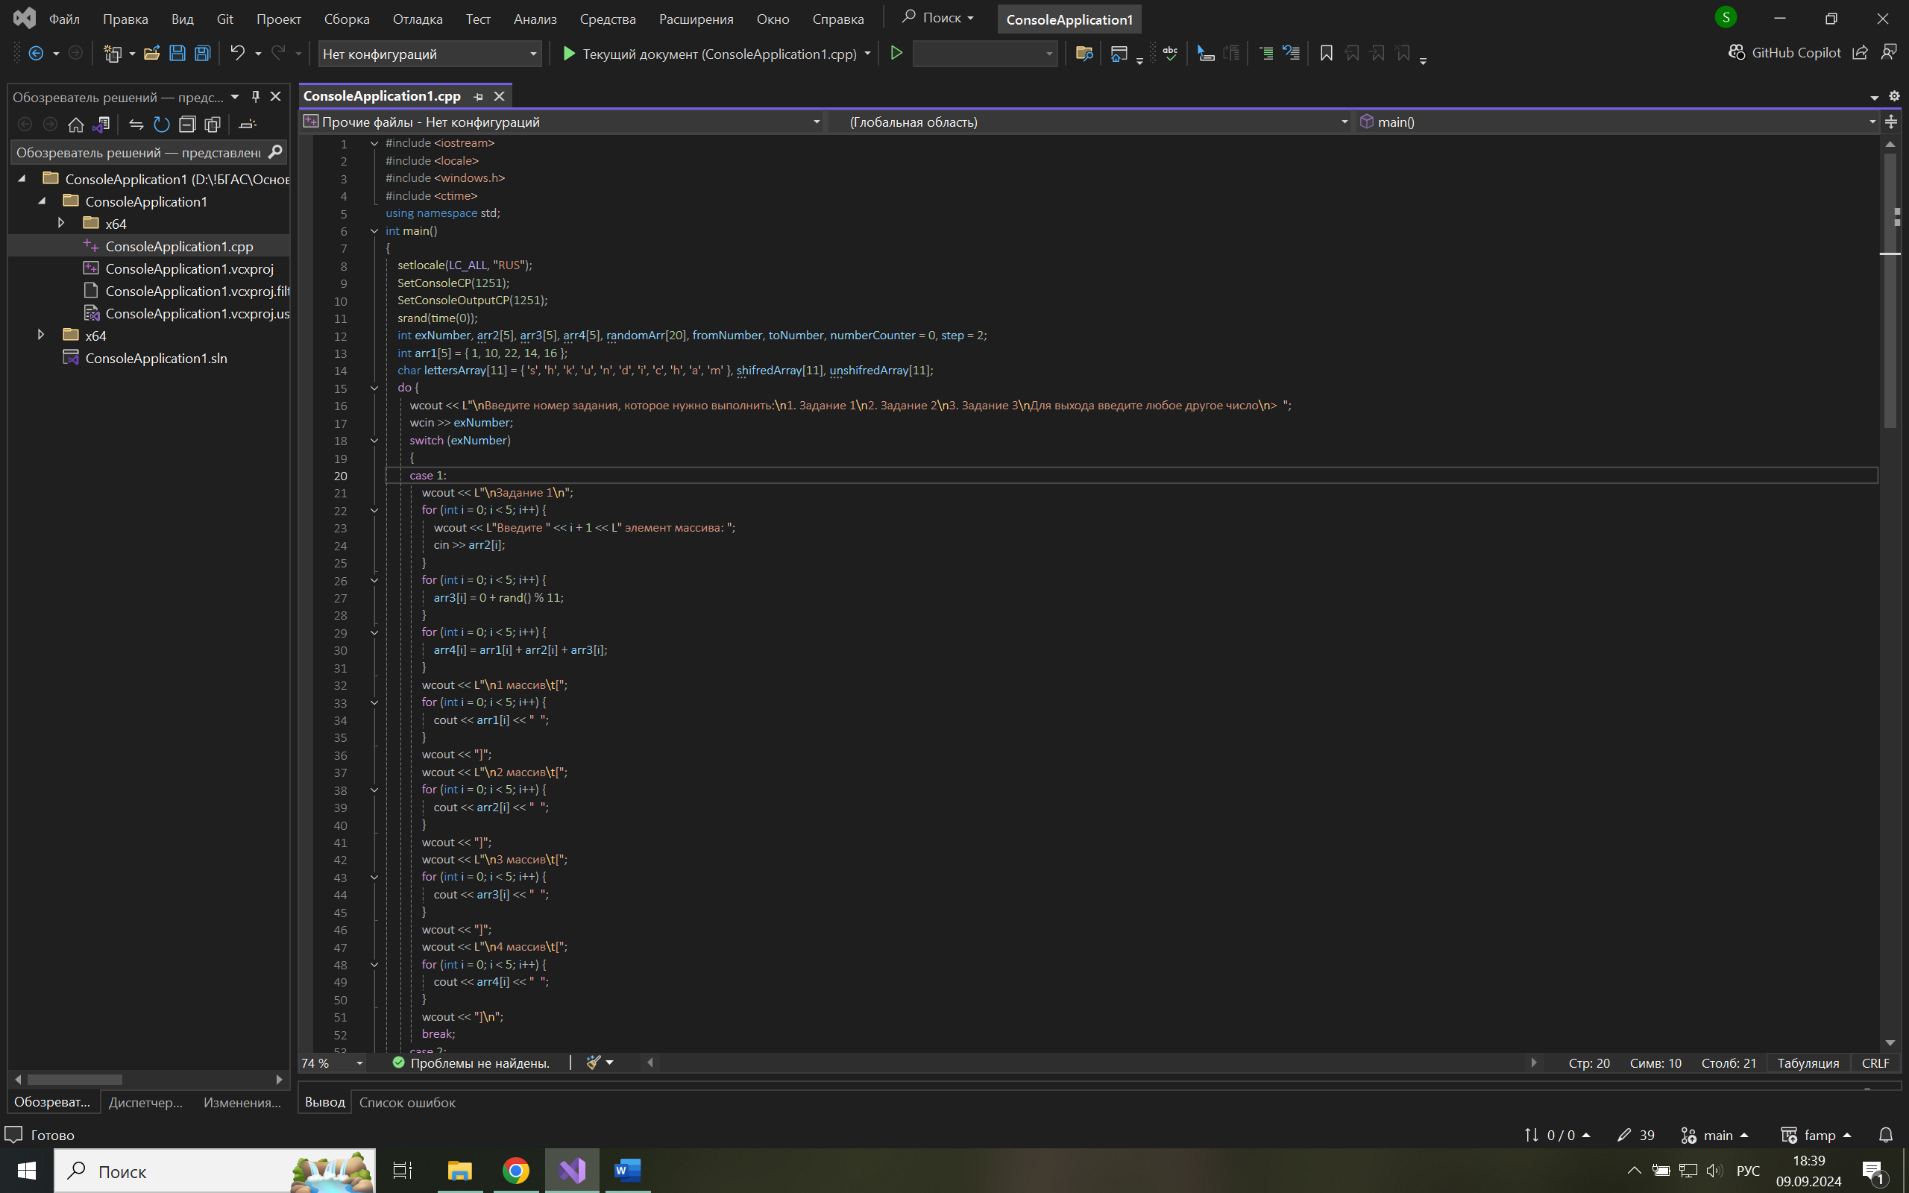 Файл Правка Вид Git Проект Сборка Отладка Тест Анализ Средства Расширения Окно Справка Поиск ConsoleApplication1 S
Нет конфигураций Текущий документ (ConsoleApplication1.cpp) GitHub Copilot
Обозреватель решений — предс...
Обозреватель решений — представлені
ConsoleApplication1 (D:\!БГАС\Основ
ConsoleApplication1
x64
ConsoleApplication1.cpp
ConsoleApplication1.vcxproj
ConsoleApplication1.vcxproj.filt
ConsoleApplication1.vcxproj.us
x64
ConsoleApplication1.sln
ConsoleApplication1.cpp
Прочие файлы - Нет конфигураций (Глобальная область) main()
1 #include <iostream>
2 #include <locale>
3 #include <windows.h>
4 #include <ctime>
5 using namespace std;
6 int main()
7 {
8 setlocale(LC_ALL, "RUS");
9 SetConsoleCP(1251);
10 SetConsoleOutputCP(1251);
11 srand(time(0));
12 int exNumber, arr2[5], arr3[5], arr4[5], randomArr[20], fromNumber, toNumber, numberCounter = 0, step = 2;
13 int arr1[5] = { 1, 10, 22, 14, 16 };
14 char lettersArray[11] = { 's', 'h', 'k', 'u', 'n', 'd', 'i', 'c', 'h', 'a', 'm' }, shifredArray[11], unshifredArray[11];
15 do {
16 wcout << L"\nВведите номер задания, которое нужно выполнить:\n1. Задание 1\n2. Задание 2\n3. Задание 3\nДля выхода введите любое другое число\n> ";
17 wcin >> exNumber;
18 switch (exNumber)
19 {
20 case 1:
21 wcout << L"\nЗадание 1\n";
22 for (int i = 0; i < 5; i++) {
23 wcout << L"Введите " << i + 1 << L" элемент массива: ";
24 cin >> arr2[i];
25 }
26 for (int i = 0; i < 5; i++) {
27 arr3[i] = 0 + rand() % 11;
28 }
29 for (int i = 0; i < 5; i++) {
30 arr4[i] = arr1[i] + arr2[i] + arr3[i];
31 }
32 wcout << L"\n1 массив\t[";
33 for (int i = 0; i < 5; i++) {
34 cout << arr1[i] << " ";
35 }
36 wcout << "]";
37 wcout << L"\n2 массив\t[";
38 for (int i = 0; i < 5; i++) {
39 cout << arr2[i] << " ";
40 }
41 wcout << "]";
42 wcout << L"\n3 массив\t[";
43 for (int i = 0; i < 5; i++) {
44 cout << arr3[i] << " ";
45 }
46 wcout << "]";
47 wcout << L"\n4 массив\t[";
48 for (int i = 0; i < 5; i++) {
49 cout << arr4[i] << " ";
50 }
51 wcout << "]\n";
52 break;
53 case 2:
74 % Проблемы не найдены. Стр: 20 Симв: 10 Столб: 21 Табуляция CRLF
Обозреват... Диспетчер... Изменения... Вывод Список ошибок
Готово 0 / 0 39 main famp
Поиск РУС 18:39
09.09.2024 1